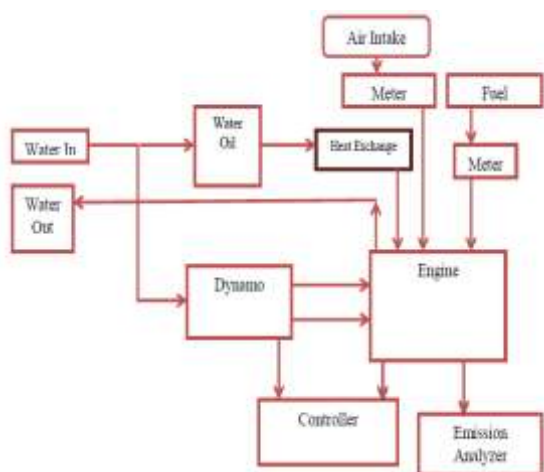 Air Intake
Meter
Fuel
Water
Oil
Water In
Heat Exchange
Meter
Water
Out
Engine
Dynamo
Controller
Emission
Analyzer